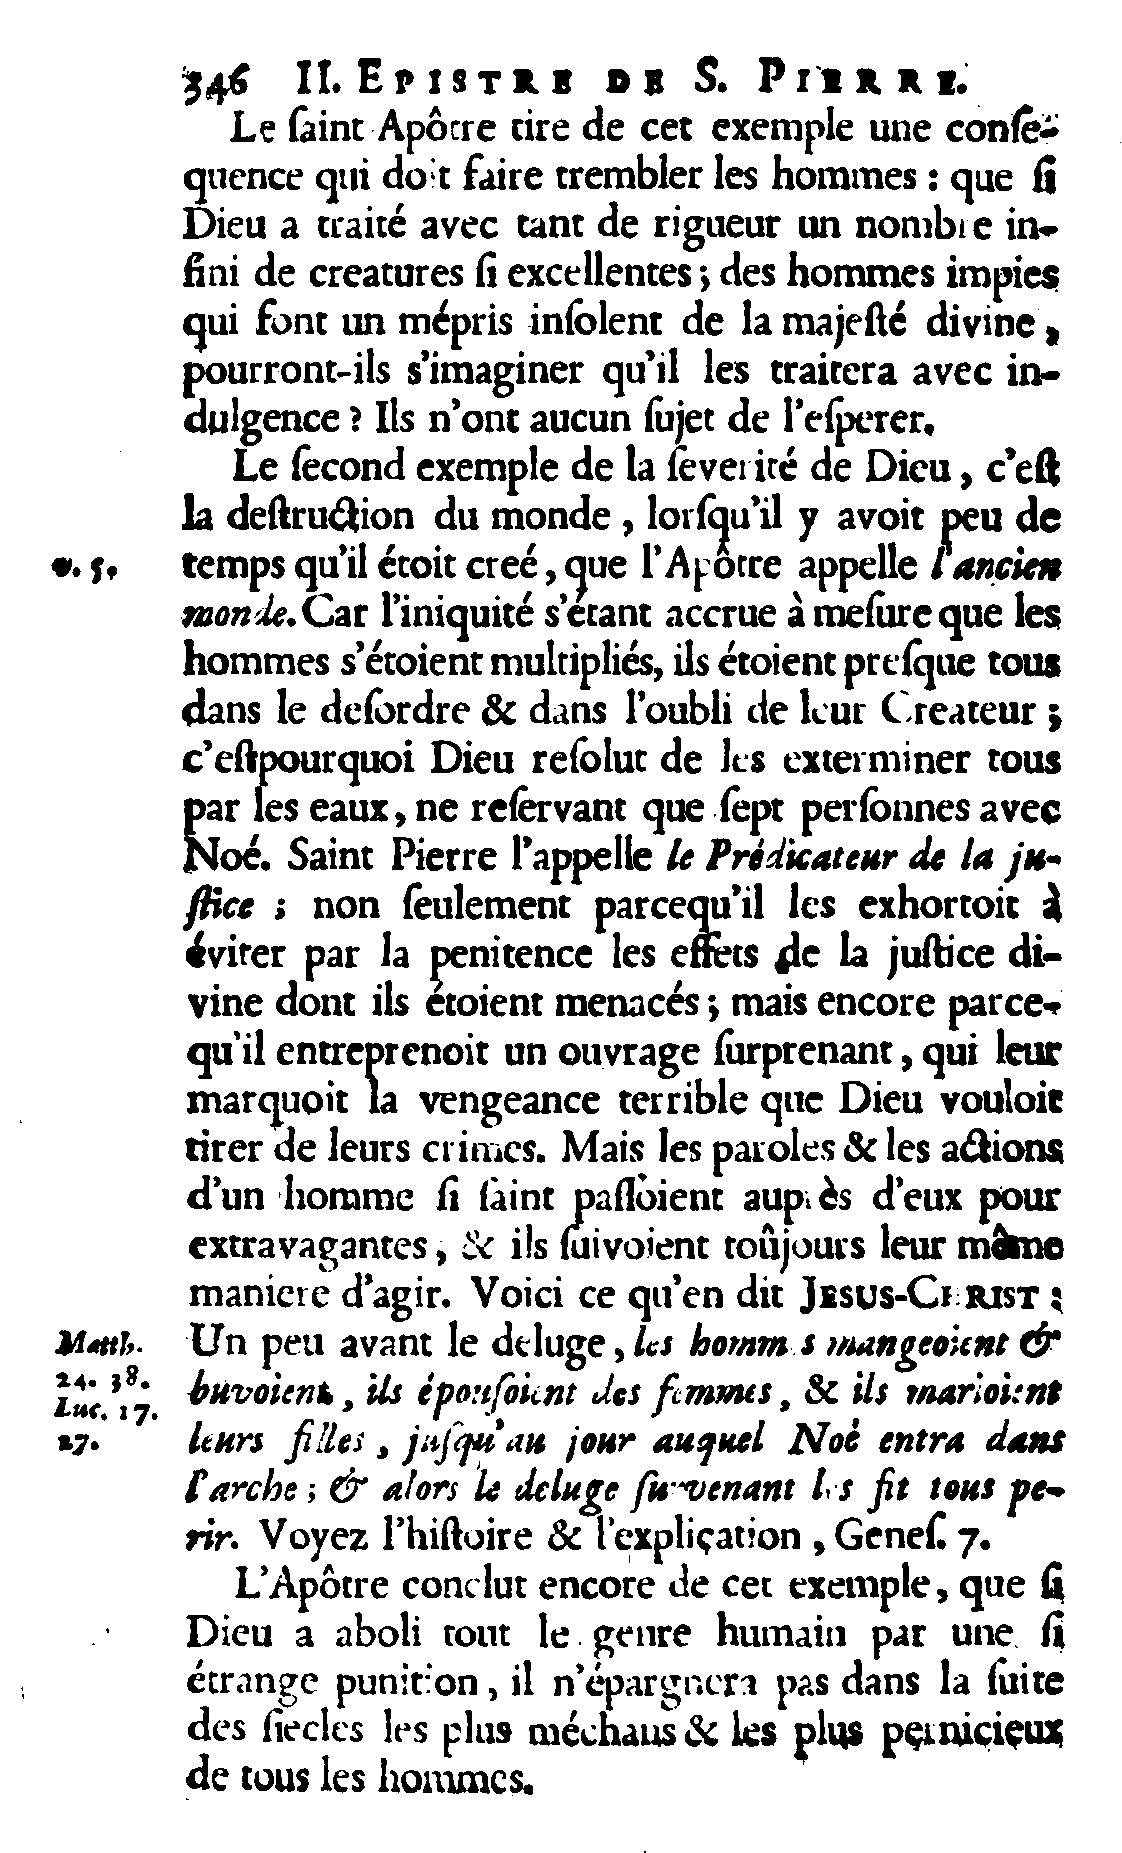 346 II. EPISTRE DE S. PIERRE.
Le ſaint Apôtre tire de cet exemple une conſe-
quence qui doit faire trembler les hommes : que ſi
Dieu a traité avec tant de rigueur un nombre in-
fini de creatures ſi excellentes ; des hommes impies
qui font un mépris inſolent de la majeſté divine,
pourront-ils s'imaginer qu'il les traitera avec in-
dulgence ? Ils n'ont aucun ſujet de l'eſperer.
Le ſecond exemple de la ſeverité de Dieu, c'eſt
la deſtruction du monde, lorſqu'il y avoit peu de
v. 5. temps qu'il étoit creé, que l'Apôtre appelle l'ancien
monde. Car l'iniquité s'étant accrue à meſure que les
hommes s'étoient multipliés, ils étoient preſque tous
dans le deſordre & dans l'oubli de leur Createur ;
c'eſtpourquoi Dieu reſolut de les exterminer tous
par les eaux, ne reſervant que ſept perſonnes avec
Noé. Saint Pierre l'appelle le Prédicateur de la ju-
ſtice ; non ſeulement parcequ'il les exhortoit à
éviter par la penitence les effets de la juſtice di-
vine dont ils étoient menacés ; mais encore parce-
qu'il entreprenoit un ouvrage ſurprenant, qui leur
marquoit la vengeance terrible que Dieu vouloit
tirer de leurs crimes. Mais les paroles & les actions
d'un homme ſi ſaint paſſoient auprès d'eux pour
extravagantes, & ils ſuivoient toûjours leur même
maniere d'agir. Voici ce qu'en dit JESUS-CHRIST :
Matth. Un peu avant le deluge, les hommes mangeoient &
24. 38. buvoient, ils épouſoient des femmes, & ils marioient
Luc. 17.
27. leurs filles, juſqu'au jour auquel Noé entra dans
l'arche ; & alors le deluge ſurvenant les fit tous pe-
rir. Voyez l'hiſtoire & l'explication, Geneſ. 7.
L'Apôtre conclut encore de cet exemple, que ſi
Dieu a aboli tout le genre humain par une ſi
étrange punition, il n'épargnera pas dans la ſuite
des ſiecles les plus méchans & les plus pernicieux
de tous les hommes.